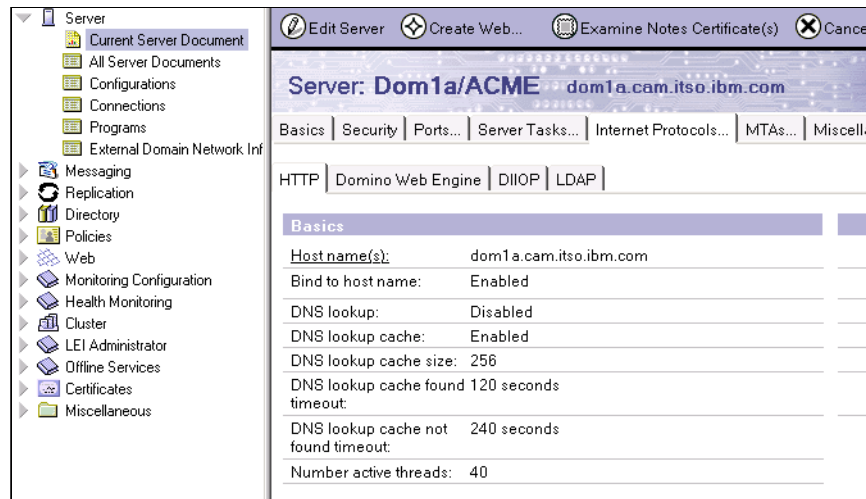 Server
Current Server Document
All Server Documents
Configurations
Connections
Programs
External Domain Network Inf
Messaging
Replication
Directory
Policies
Web
Monitoring Configuration
Health Monitoring
Cluster
LEI Administrator
Offline Services
Certificates
Miscellaneous
Edit Server Create Web... Examine Notes Certificate(s) Cance
Server: Dom1a/ACME dom1a.cam.itso.ibm.com
Basics Security Ports... Server Tasks... Internet Protocols... MTAs... Miscell
HTTP Domino Web Engine DIIOP LDAP
Basics
Host name(s): dom1a.cam.itso.ibm.com
Bind to host name: Enabled
DNS lookup: Disabled
DNS lookup cache: Enabled
DNS lookup cache size: 256
DNS lookup cache found 120 seconds
timeout:
DNS lookup cache not 240 seconds
found timeout:
Number active threads: 40